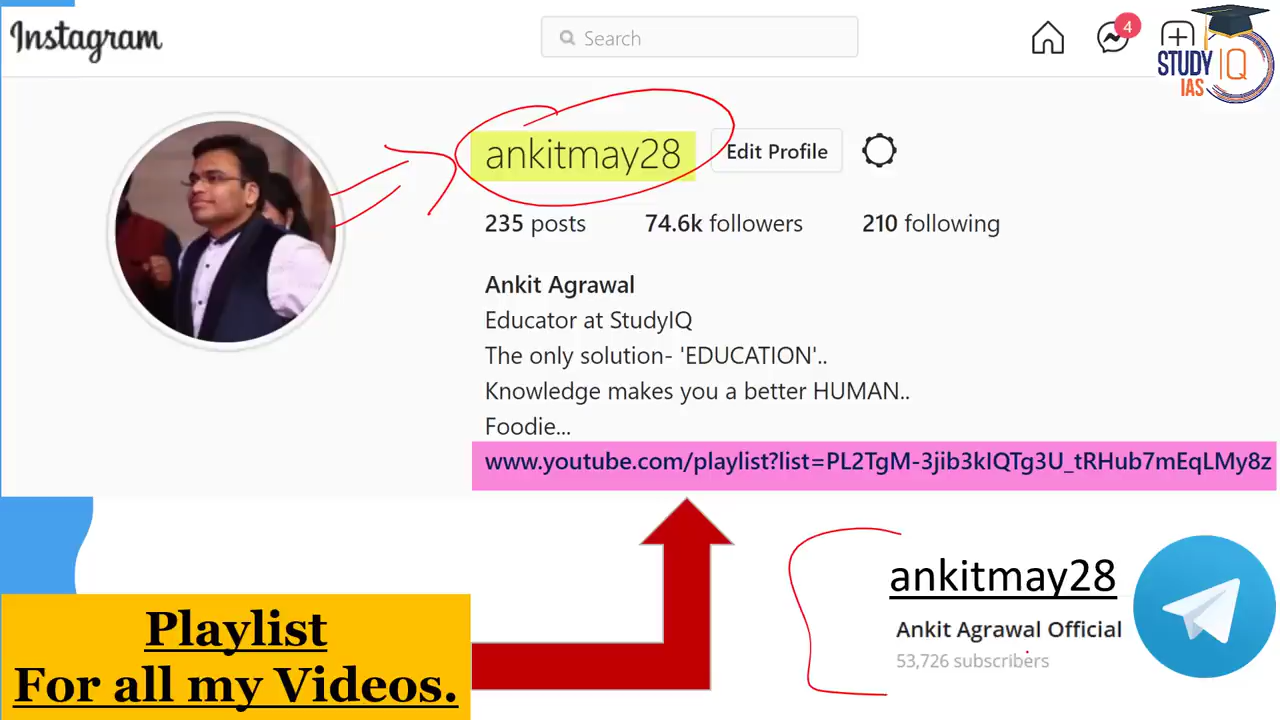 Instagram
Search
4
STUDY IQ
IAS
ankitmay28
Edit Profile
235 posts 74.6k followers 210 following
Ankit Agrawal
Educator at StudyIQ
The only solution- 'EDUCATION'..
Knowledge makes you a better HUMAN..
Foodie...
www.youtube.com/playlist?list=PL2TgM-3jib3kIQTg3U_tRHub7mEqLMy8z
ankitmay28
Ankit Agrawal Official
53,726 subscribers
Playlist
For all my Videos.